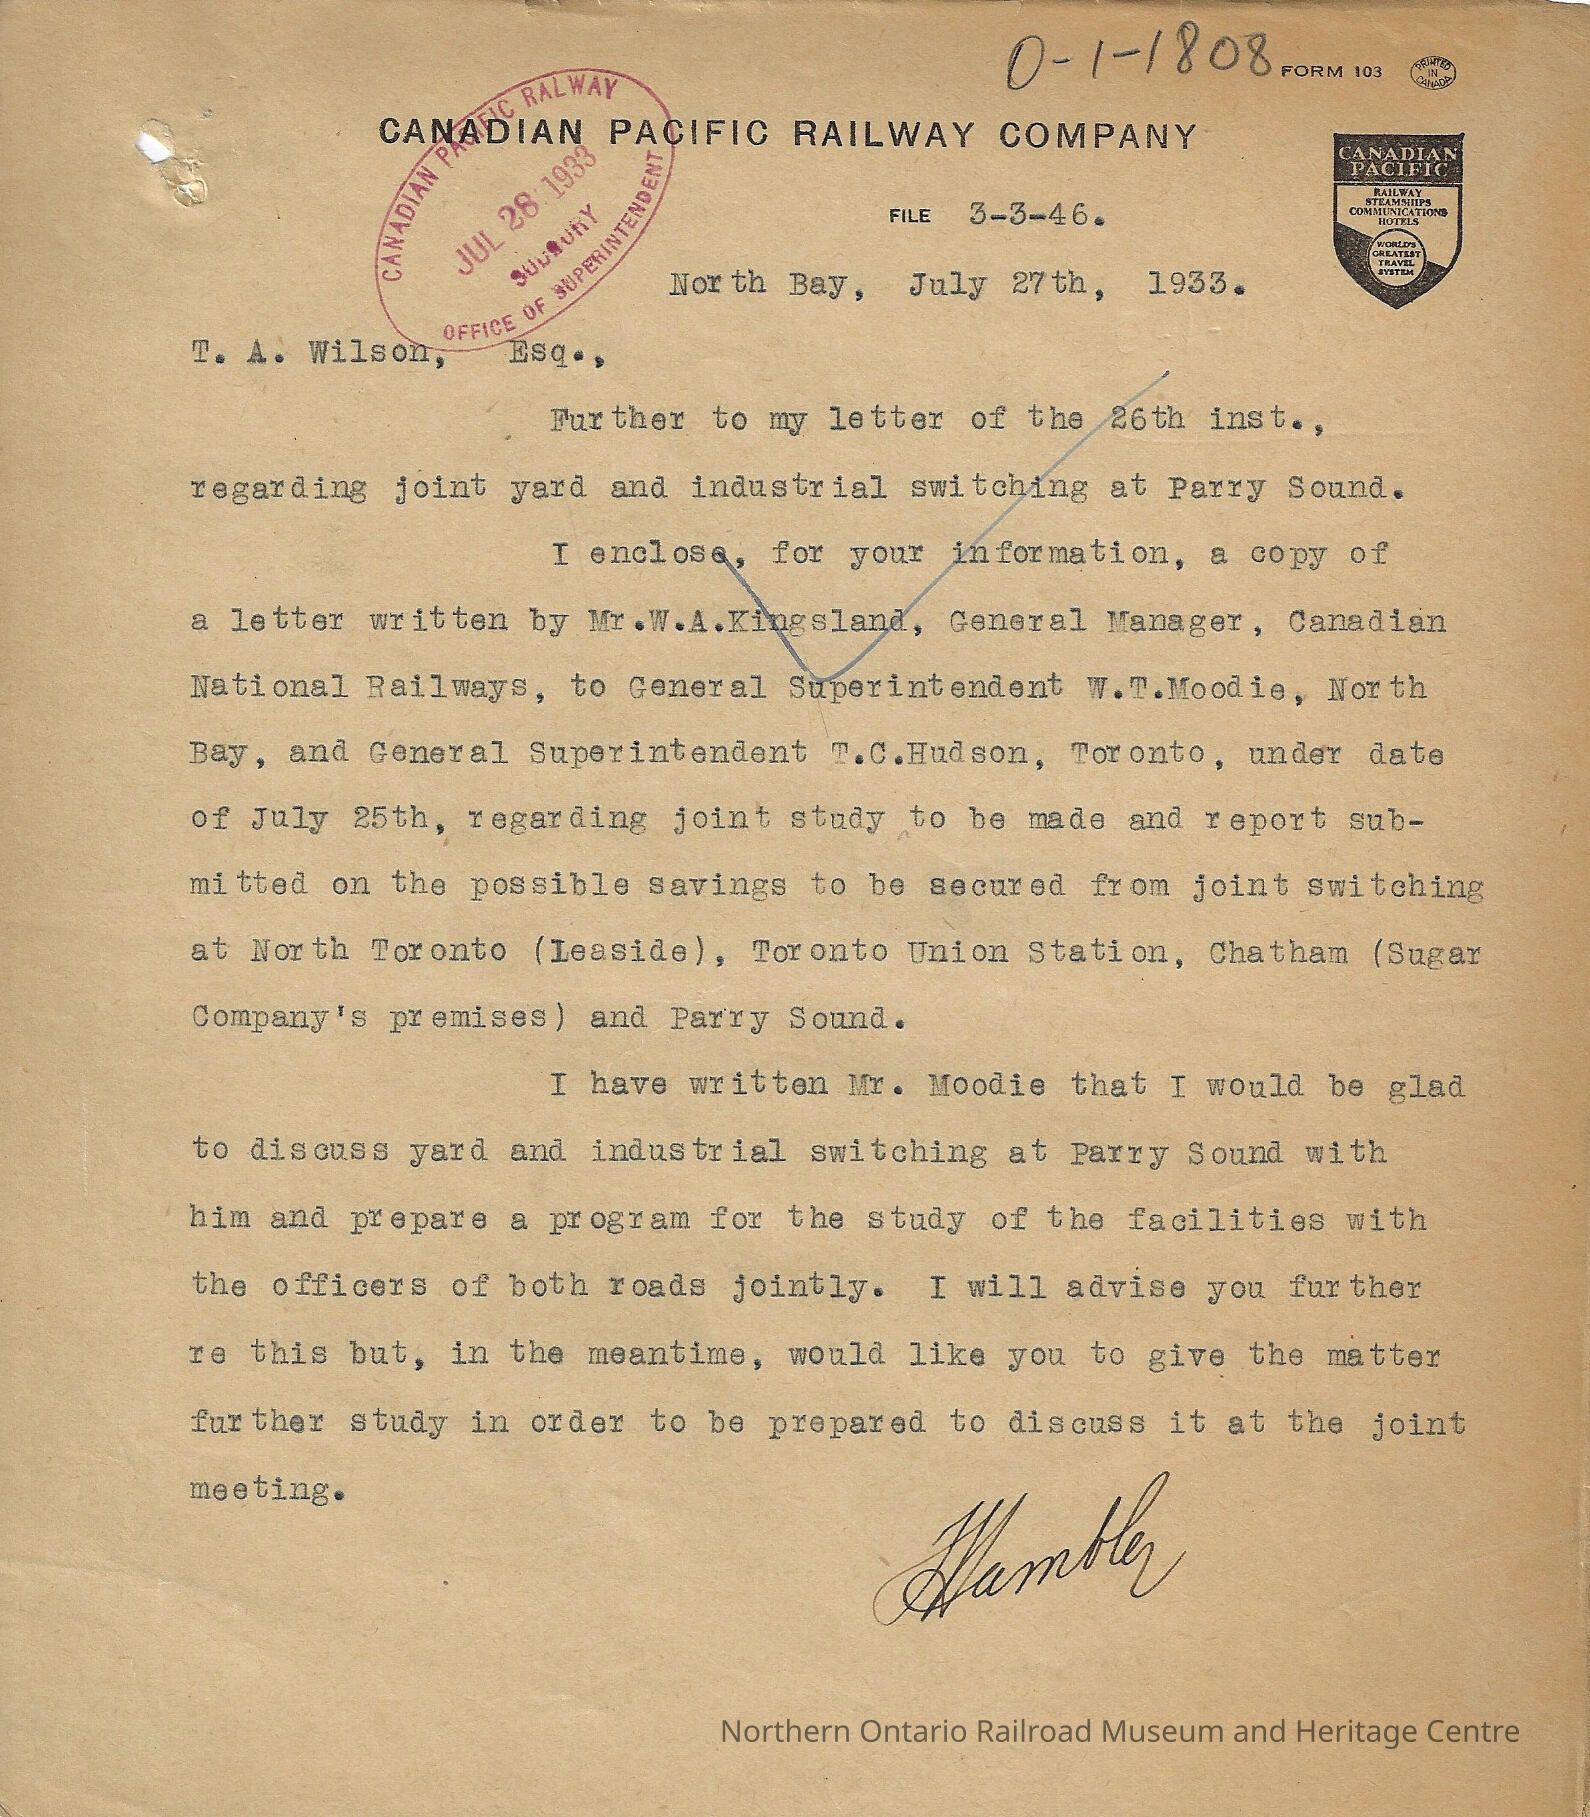 0-1-1808 FORM 103 PRINTED IN CANADA
CANADIAN PACIFIC RAILWAY COMPANY
CANADIAN PACIFIC RALWAY
JUL 28 1933
SUDBURY
OFFICE OF SUPERINTENDENT
CANADIAN
PACIFIC
RAILWAY
STEAMSHIPS
COMMUNICATIONS
HOTELS
WORLD'S
GREATEST
TRAVEL
SYSTEM
FILE 3-3-46.
North Bay, July 27th, 1933.
T. A. Wilson, Esq.,
Further to my letter of the 26th inst.,
regarding joint yard and industrial switching at Parry Sound.
I enclose, for your information, a copy of
a letter written by Mr.W.A.Kingsland, General Manager, Canadian
National Railways, to General Superintendent W.T.Moodie, North
Bay, and General Superintendent T.C.Hudson, Toronto, under date
of July 25th, regarding joint study to be made and report sub-
mitted on the possible savings to be secured from joint switching
at North Toronto (Leaside), Toronto Union Station, Chatham (Sugar
Company's premises) and Parry Sound.
I have written Mr. Moodie that I would be glad
to discuss yard and industrial switching at Parry Sound with
him and prepare a program for the study of the facilities with
the officers of both roads jointly. I will advise you further
re this but, in the meantime, would like you to give the matter
further study in order to be prepared to discuss it at the joint
meeting.
Hambley
Northern Ontario Railroad Museum and Heritage Centre